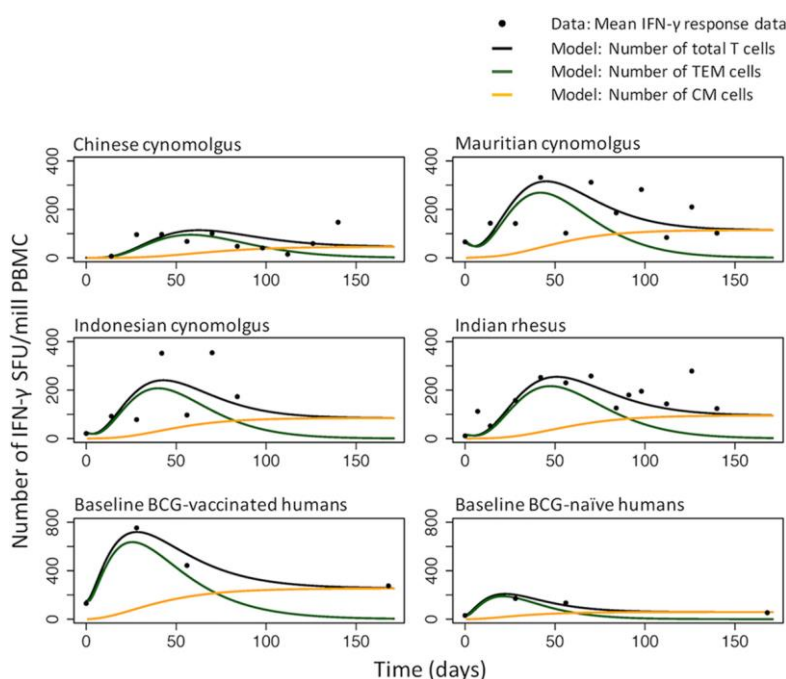 Data: Mean IFN-γ response data
Model: Number of total T cells
Model: Number of TEM cells
Model: Number of CM cells
Number of IFN-γ SFU/mill PBMC
Chinese cynomolgus
400
200
0
0 50 100 150
Mauritian cynomolgus
400
200
0
0 50 100 150
Indonesian cynomolgus
400
200
0
0 50 100 150
Indian rhesus
400
200
0
0 50 100 150
Baseline BCG-vaccinated humans
800
400
0
0 50 100 150
Baseline BCG-naïve humans
800
400
0
0 50 100 150
Time (days)